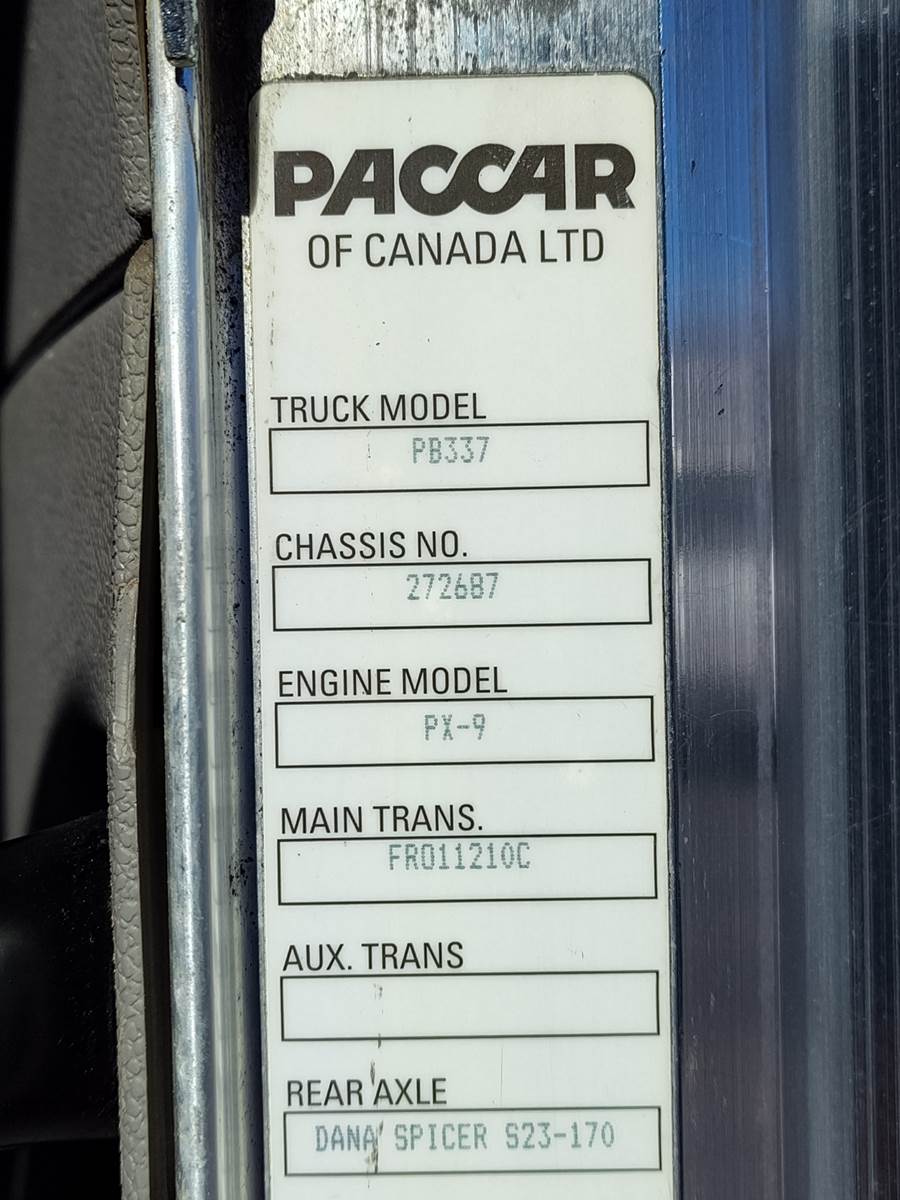 PACCAR
OF CANADA LTD
TRUCK MODEL
PB337
CHASSIS NO.
272687
ENGINE MODEL
PX-9
MAIN TRANS.
FRO11210C
AUX. TRANS
REAR AXLE
DANA SPICER S23-170